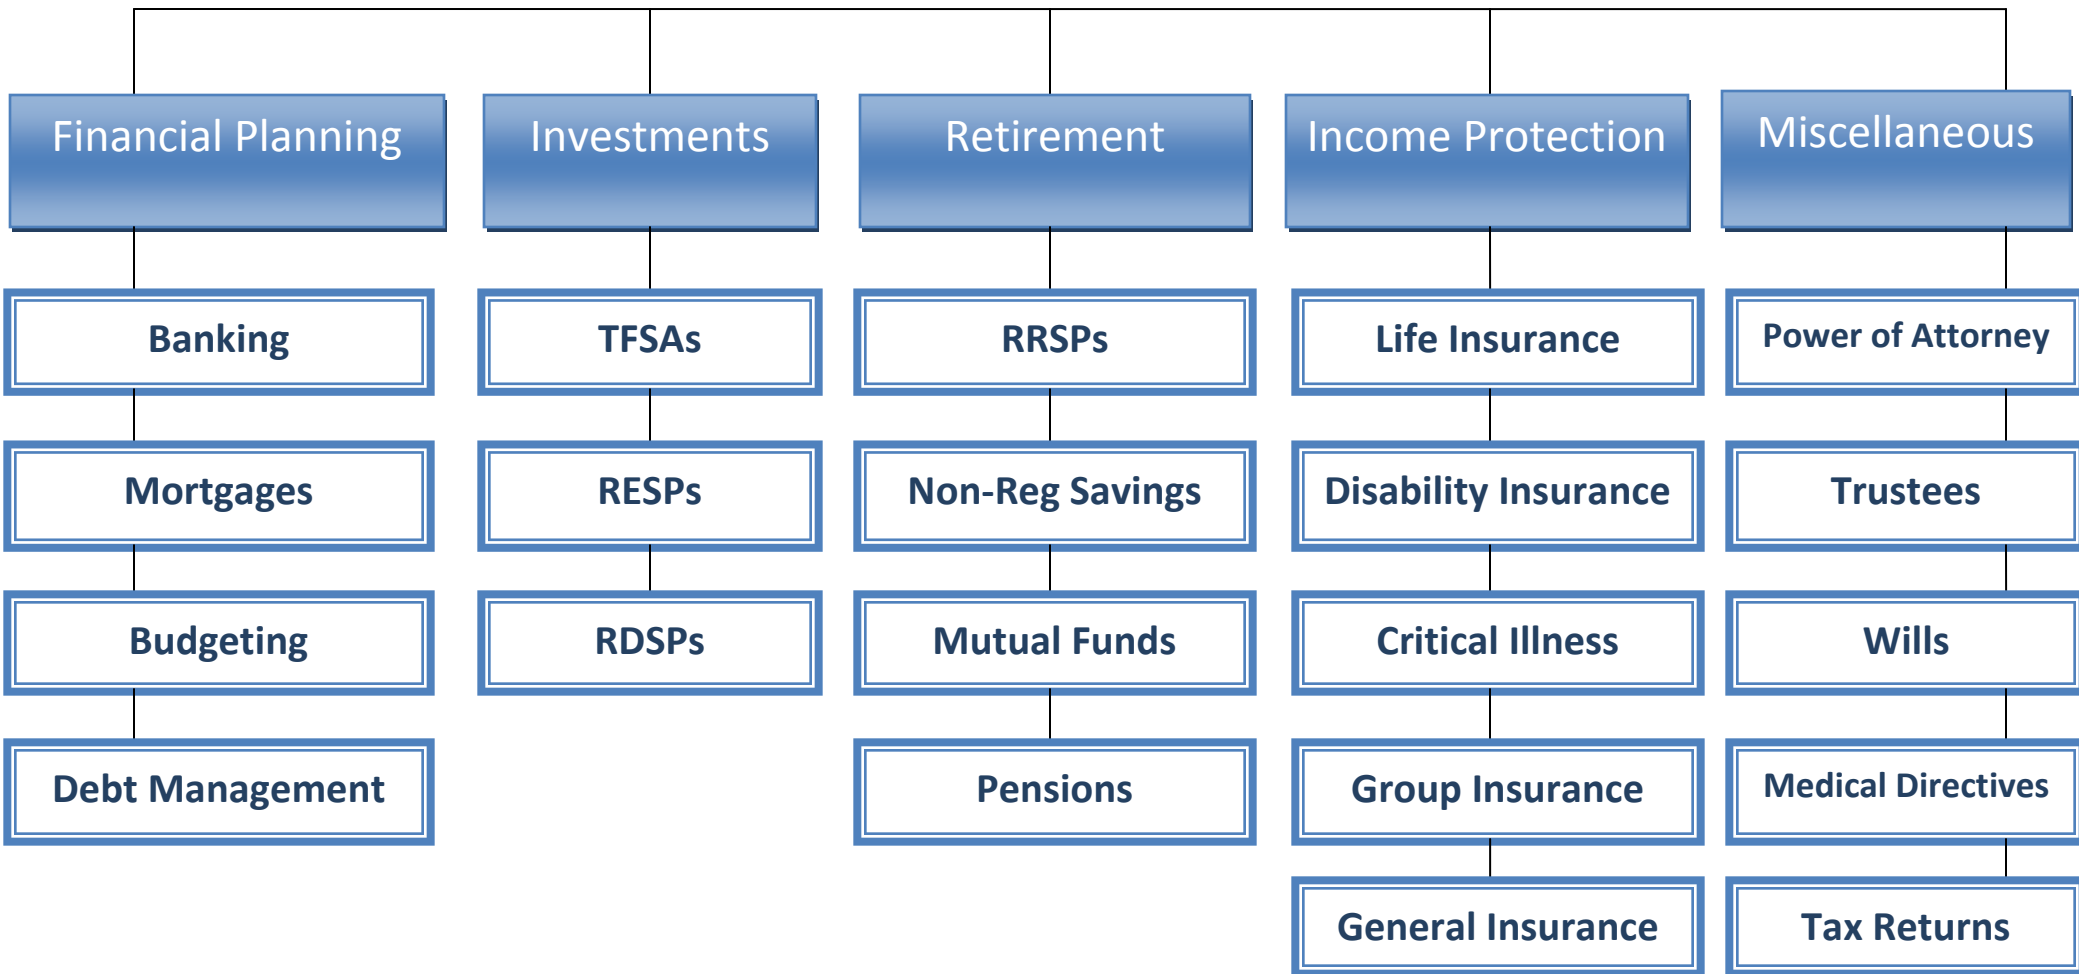 Financial Planning
Investments
Retirement
Income Protection
Miscellaneous
Banking
TFSAs
RRSPs
Life Insurance
Power of Attorney
Mortgages
RESPs
Non-Reg Savings
Disability Insurance
Trustees
Budgeting
RDSPs
Mutual Funds
Critical Illness
Wills
Debt Management
Pensions
Group Insurance
Medical Directives
General Insurance
Tax Returns